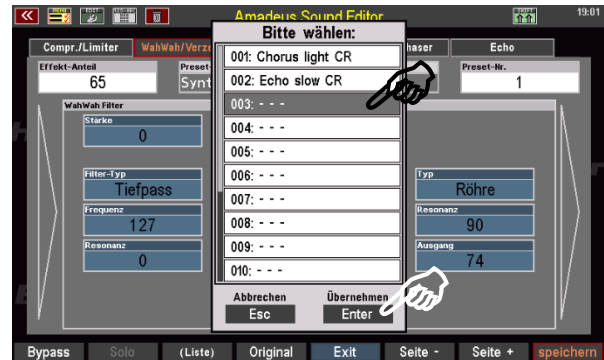 Amadeus Sound Editor
19:01
Bitte wählen:
Compr./Limiter
WahWah/Verze
haser
Echo
Effekt-Anteil
65
Preset
Synt
Preset-Nr.
1
WahWah Filter
Stärke
0
Filter-Typ
Tiefpass
Frequenz
127
Resonanz
0
001: Chorus light CR
002: Echo slow CR
003: - - -
004: - - -
005: - - -
006: - - -
007: - - -
008: - - -
009: - - -
010: - - -
Typ
Röhre
Resonanz
90
Ausgang
74
Abbrechen
Esc
Übernehmen
Enter
Bypass
Solo
(Liste)
Original
Exit
Seite -
Seite +
speichern